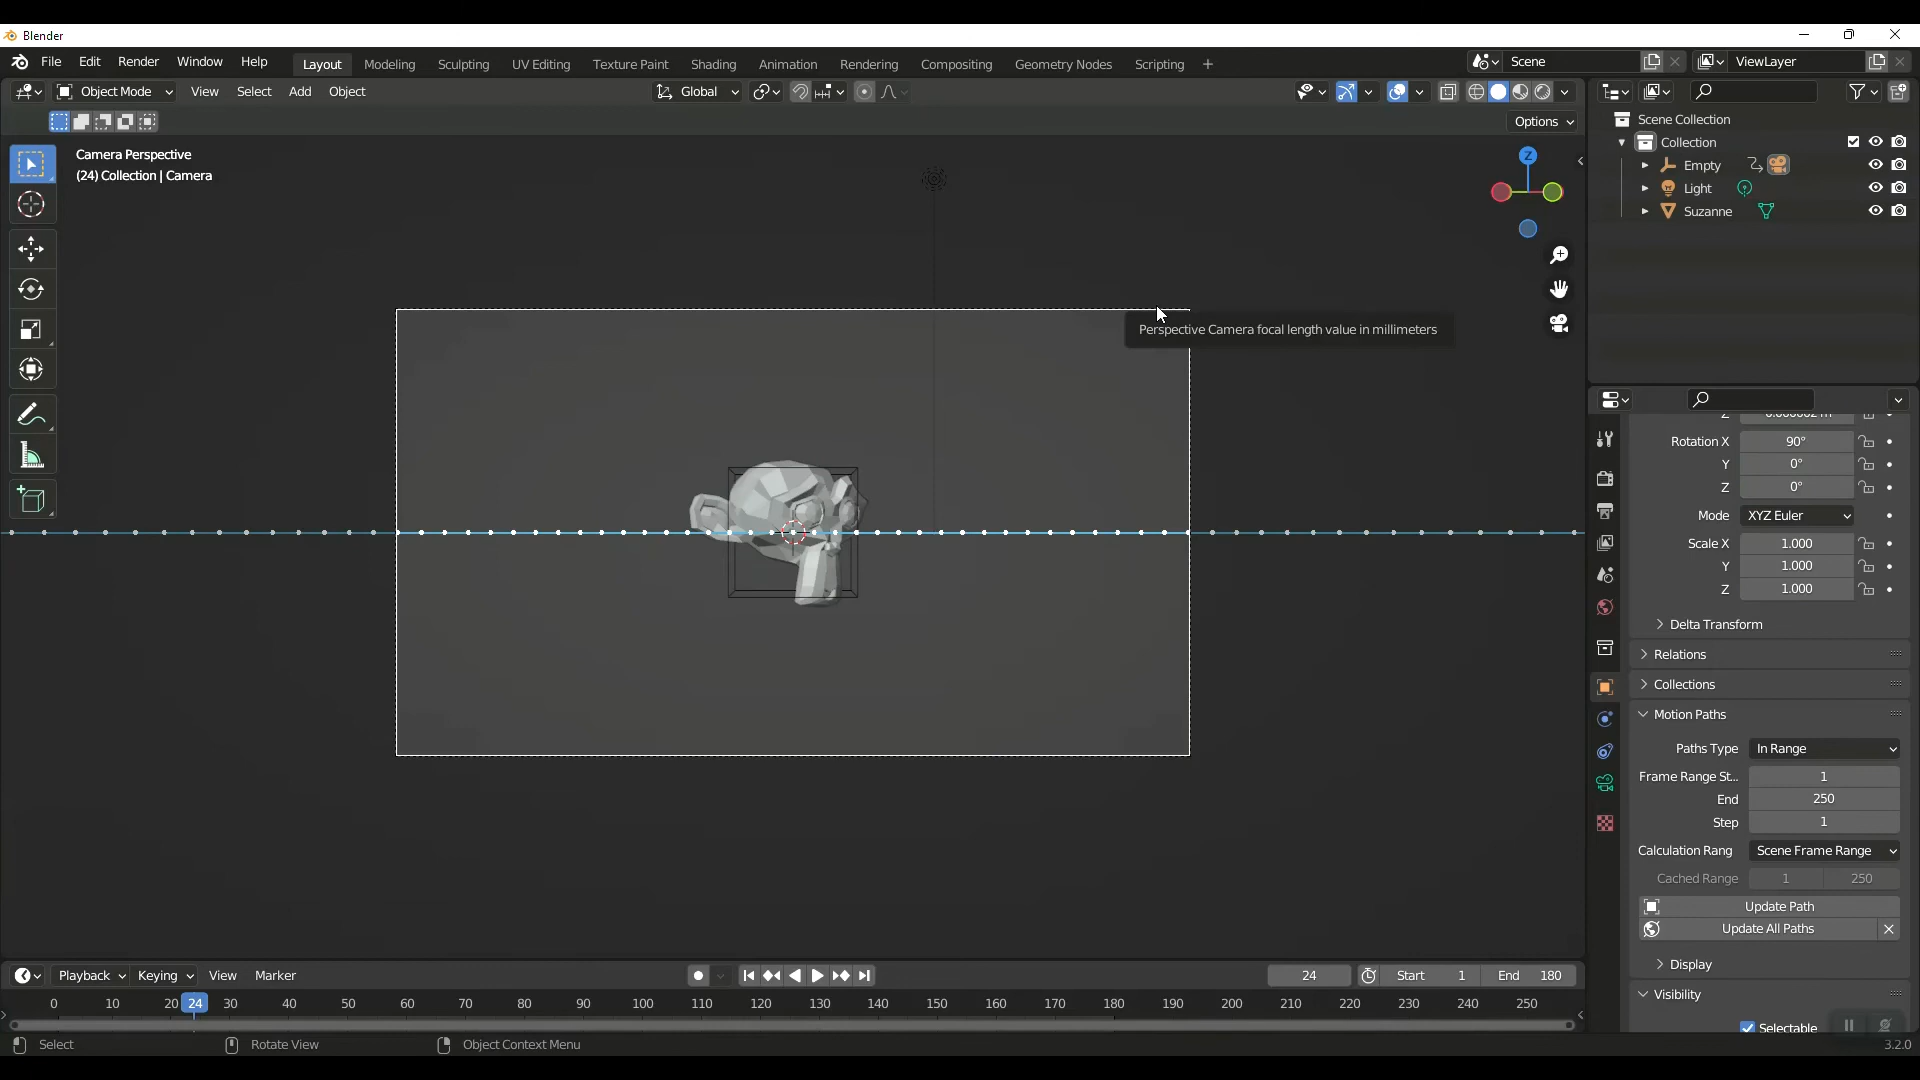 Blender
File Edit Render Window Help Layout Modeling Sculpting UV Editing Texture Paint Shading Animation Rendering Compositing Geometry Nodes Scripting + Scene ViewLayer
Object Mode View Select Add Object Global
Options
Camera Perspective
(24) Collection | Camera
Z
Scene Collection
Collection
Empty
Light
Suzanne
Perspective Camera focal length value in millimeters
Z
Rotation X 90°
Y 0°
Z 0°
Mode XYZ Euler
Scale X 1.000
Y 1.000
Z 1.000
Delta Transform
Relations
Collections
Motion Paths
Paths Type In Range
Frame Range St... 1
End 250
Step 1
Calculation Rang Scene Frame Range
Cached Range 1 250
Update Path
Update All Paths
Display
Visibility
Selectable
Playback Keying View Marker 24 Start 1 End 180
0 10 20 24 30 40 50 60 70 80 90 100 110 120 130 140 150 160 170 180 190 200 210 220 230 240 250
Select Rotate View Object Context Menu 3.2.0